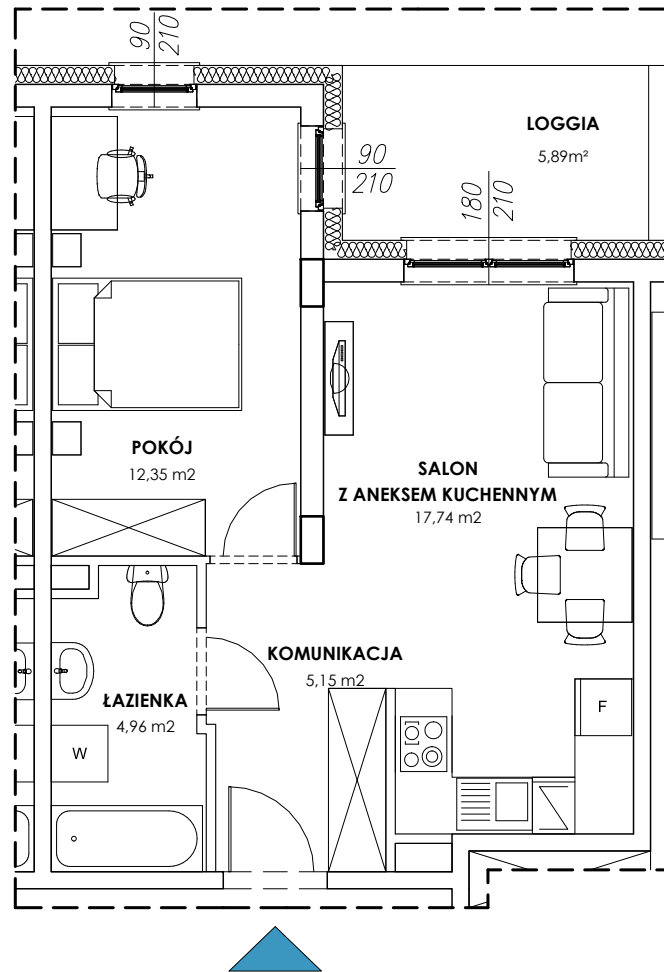 90
210
LOGGIA
5,89m²
90
210
180
210
POKÓJ
12,35 m2
SALON
Z ANEKSEM KUCHENNYM
17,74 m2
KOMUNIKACJA
5,15 m2
ŁAZIENKA
4,96 m2
F
W